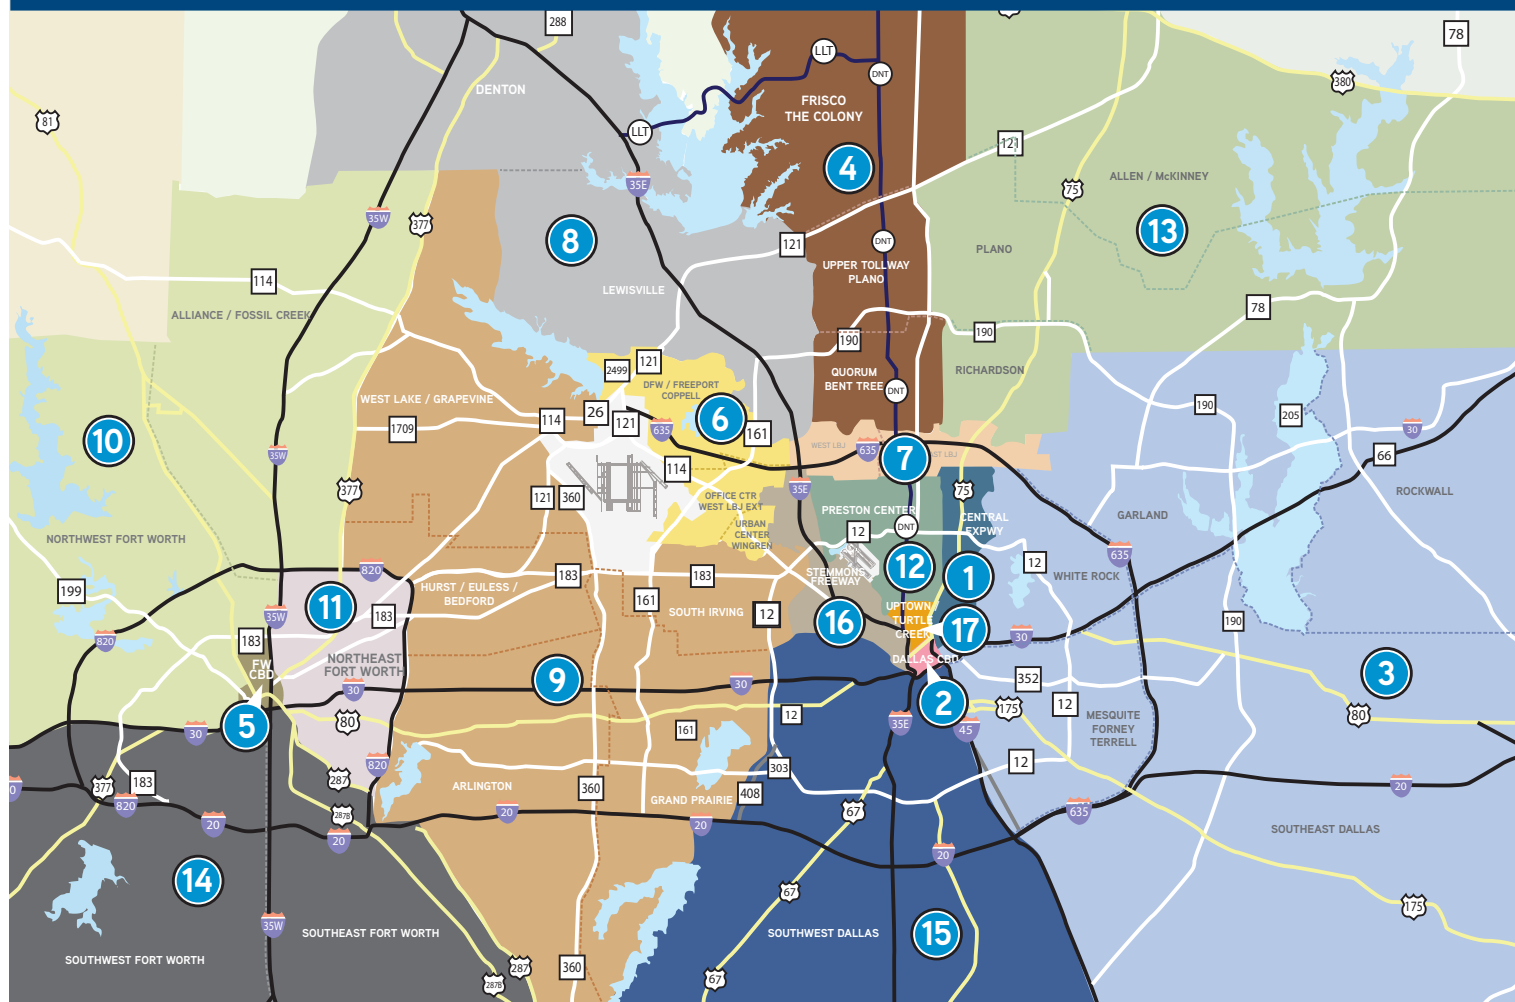 288
78
LLT
DNT
380
DENTON
FRISCO
THE COLONY
81
LLT
121
4
ALLEN / McKINNEY
35E
75
35W
377
8
13
121
DNT
PLANO
UPPER TOLLWAY
PLANO
114
LEWISVILLE
78
ALLIANCE / FOSSIL CREEK
190
190
121
2499
QUORUM
BENT TREE
RICHARDSON
DFW / FREEPORT
COPPELL
DNT
WEST LAKE / GRAPEVINE
190
205
26
114
121
6
1709
635
161
30
10
WEST LBJ
635
7
EAST LBJ
66
35W
114
377
121
360
35E
75
ROCKWALL
OFFICE CTR
WEST LBJ EXT
PRESTON CENTER
CENTRAL
EXPWY
GARLAND
URBAN
CENTER
WINGREN
12
DNT
NORTHWEST FORT WORTH
635
12
820
183
183
STEMMONS
FREEWAY
12
1
WHITE ROCK
199
HURST / EULESS /
BEDFORD
11
161
SOUTH IRVING
12
UPTOWN /
TURTLE
CREEK
35W
183
16
17
190
820
183
30
FW
CBD
NORTHEAST
FORT WORTH
DALLAS CBD
9
30
30
352
3
5
80
2
175
12
12
80
30
35E
45
161
MESQUITE
FORNEY
TERRELL
820
12
303
287
377
183
ARLINGTON
360
408
20
GRAND PRAIRIE
820
287B
20
20
67
635
20
20
SOUTHEAST DALLAS
20
14
67
175
35W
SOUTHEAST FORT WORTH
SOUTHWEST DALLAS
15
SOUTHWEST FORT WORTH
287
360
287B
67